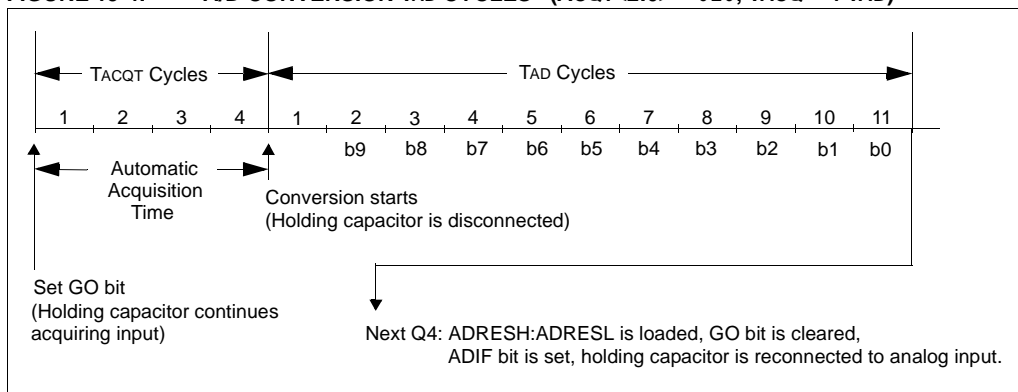 TACQT Cycles
TAD Cycles
1 2 3 4 1 2 3 4 5 6 7 8 9 10 11
b9 b8 b7 b6 b5 b4 b3 b2 b1 b0
Automatic
Acquisition
Time
Conversion starts
(Holding capacitor is disconnected)
Set GO bit
(Holding capacitor continues
acquiring input)
Next Q4: ADRESH:ADRESL is loaded, GO bit is cleared,
ADIF bit is set, holding capacitor is reconnected to analog input.